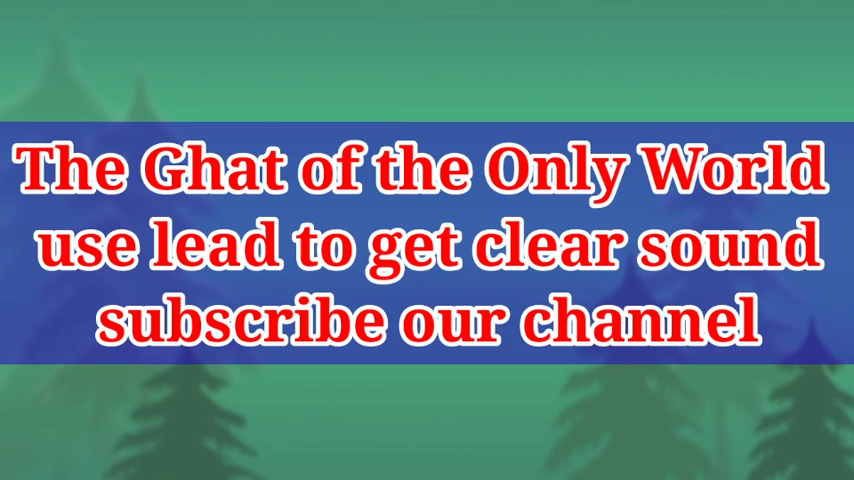 The Ghat of the Only World
use lead to get clear sound
subscribe our channel